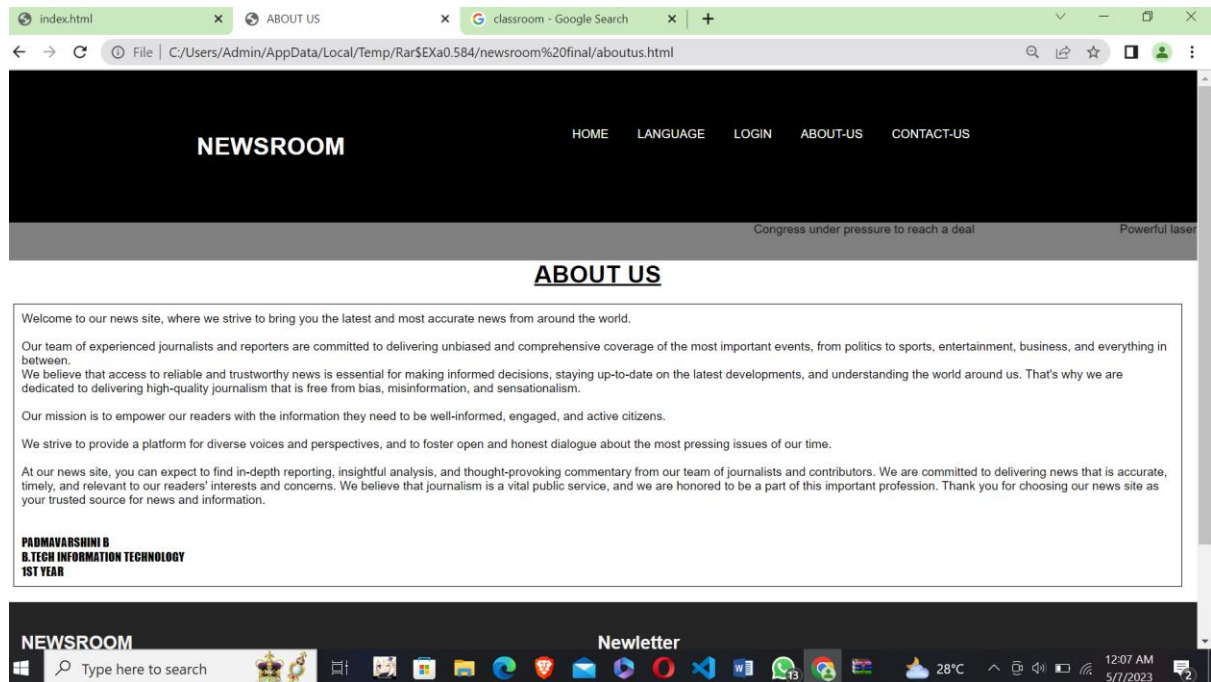 index.html
ABOUT US
classroom - Google Search
File | C:/Users/Admin/AppData/Local/Temp/Rar$EXa0.584/newsroom%20final/aboutus.html
NEWSROOM
HOME LANGUAGE LOGIN ABOUT-US CONTACT-US
Congress under pressure to reach a deal Powerful laser
ABOUT US
Welcome to our news site, where we strive to bring you the latest and most accurate news from around the world.
Our team of experienced journalists and reporters are committed to delivering unbiased and comprehensive coverage of the most important events, from politics to sports, entertainment, business, and everything in
between.
We believe that access to reliable and trustworthy news is essential for making informed decisions, staying up-to-date on the latest developments, and understanding the world around us. That's why we are
dedicated to delivering high-quality journalism that is free from bias, misinformation, and sensationalism.
Our mission is to empower our readers with the information they need to be well-informed, engaged, and active citizens.
We strive to provide a platform for diverse voices and perspectives, and to foster open and honest dialogue about the most pressing issues of our time.
At our news site, you can expect to find in-depth reporting, insightful analysis, and thought-provoking commentary from our team of journalists and contributors. We are committed to delivering news that is accurate,
timely, and relevant to our readers' interests and concerns. We believe that journalism is a vital public service, and we are honored to be a part of this important profession. Thank you for choosing our news site as
your trusted source for news and information.
PADMAVARSHINI B
B.TECH INFORMATION TECHNOLOGY
1ST YEAR
NEWSROOM Newletter
Type here to search
13
28°C
12:07 AM
5/7/2023
2